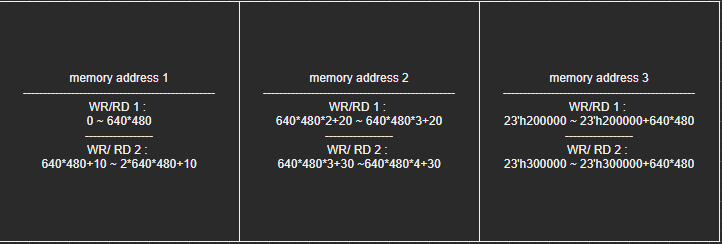 memory address 1
WR/RD 1 :
0 ~ 640*480
WR/ RD 2 :
640*480+10 ~ 2*640*480+10
memory address 2
WR/RD 1 :
640*480*2+20 ~ 640*480*3+20
WR/ RD 2 :
640*480*3+30 ~640*480*4+30
memory address 3
WR/RD 1 :
23'h200000 ~ 23'h200000+640*480
WR/ RD 2 :
23'h300000 ~ 23'h300000+640*480